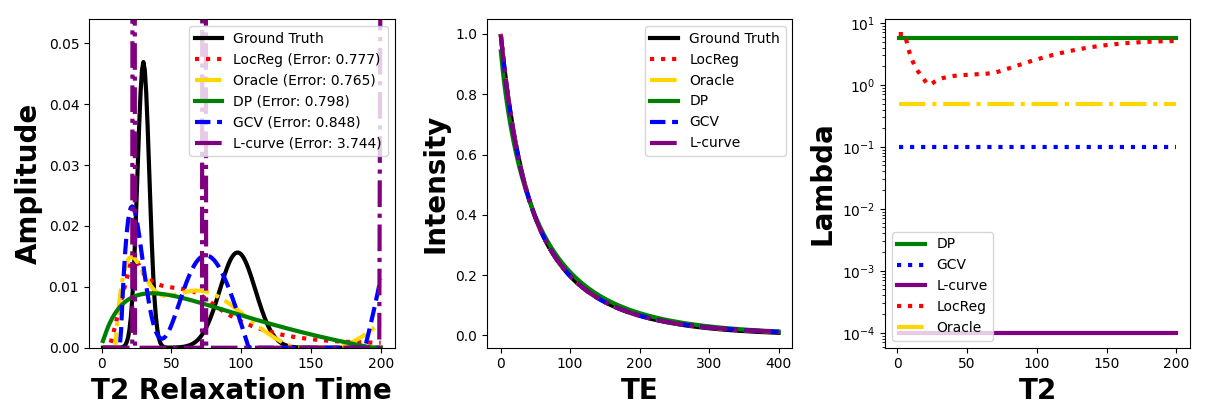 Amplitude
0.05
0.04
0.03
0.02
0.01
0.00
Ground Truth
LocReg (Error: 0.777)
Oracle (Error: 0.765)
DP (Error: 0.798)
GCV (Error: 0.848)
L-curve (Error: 3.744)
0 50 100 150 200
T2 Relaxation Time
Intensity
1.0
0.8
0.6
0.4
0.2
0.0
Ground Truth
LocReg
Oracle
DP
GCV
L-curve
0 100 200 300 400
TE
Lambda
10¹
10⁰
10⁻¹
10⁻²
10⁻³
10⁻⁴
DP
GCV
L-curve
LocReg
Oracle
0 50 100 150 200
T2